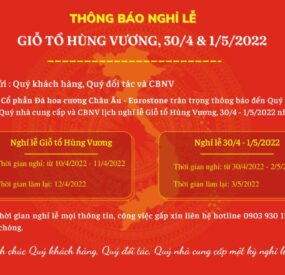 THÔNG BÁO NGHỈ LỄ
GIỖ TỔ HÙNG VƯƠNG, 30/4 & 1/5/2022
ửi : Quý khách hàng, Quý đối tác và CBNV
Cổ phần Đá hoa cương Châu Âu - Eurostone trân trọng thông báo đến Quý
Quý nhà cung cấp và CBNV lịch nghỉ lễ Giỗ Tổ Hùng Vương, 30/4 - 1/5/2022 nh
Nghỉ lễ Giỗ tổ Hùng Vương
Thời gian nghỉ: từ 10/4/2022 - 11/4/2022
Thời gian làm lại: 12/4/2022
Nghỉ lễ 30/4 - 1/5/2022
Thời gian nghỉ: từ 30/4/2022 - 2/5/
Thời gian làm lại: 3/5/2022
hời gian nghỉ lễ mọi thông tin, công việc gấp xin liên hệ hotline 0903 930 1
chóng.
h chúc Quý khách hàng, Quý đối tác, Quý nhà cung cấp một kỳ nghỉ l